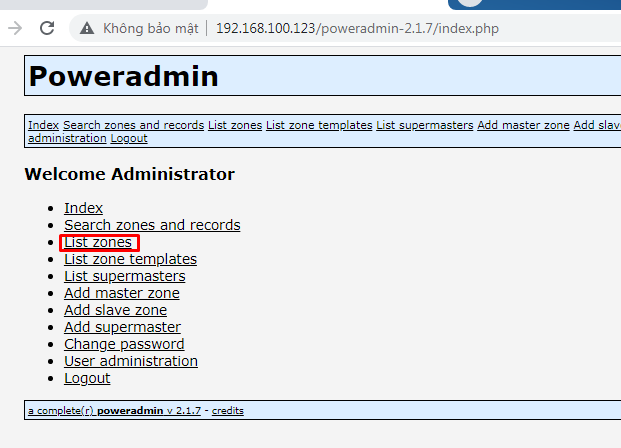 Không bảo mật | 192.168.100.123/poweradmin-2.1.7/index.php
Poweradmin
Index Search zones and records List zones List zone templates List supermasters Add master zone Add slav
administration Logout
Welcome Administrator
Index
Search zones and records
List zones
List zone templates
List supermasters
Add master zone
Add slave zone
Add supermaster
Change password
User administration
Logout
a complete(r) poweradmin v 2.1.7 - credits